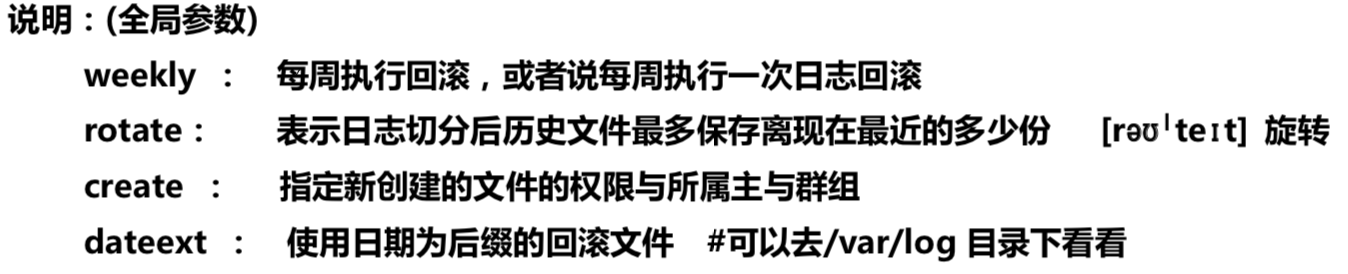 说明：(全局参数)
weekly ： 每周执行回滚，或者说每周执行一次日志回滚
rotate： 表示日志切分后历史文件最多保存离现在最近的多少份 [rəʊˈteɪt] 旋转
create ： 指定新创建的文件的权限与所属主与群组
dateext ： 使用日期为后缀的回滚文件 #可以去/var/log 目录下看看